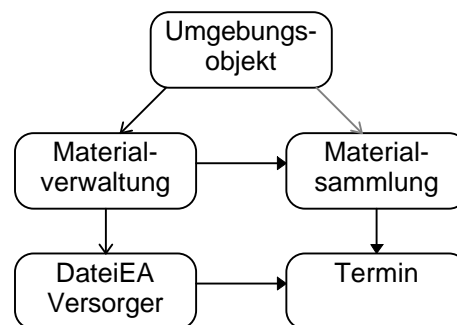 Umgebungs-
objekt
Material-
verwaltung
Material-
sammlung
DateiEA
Versorger
Termin